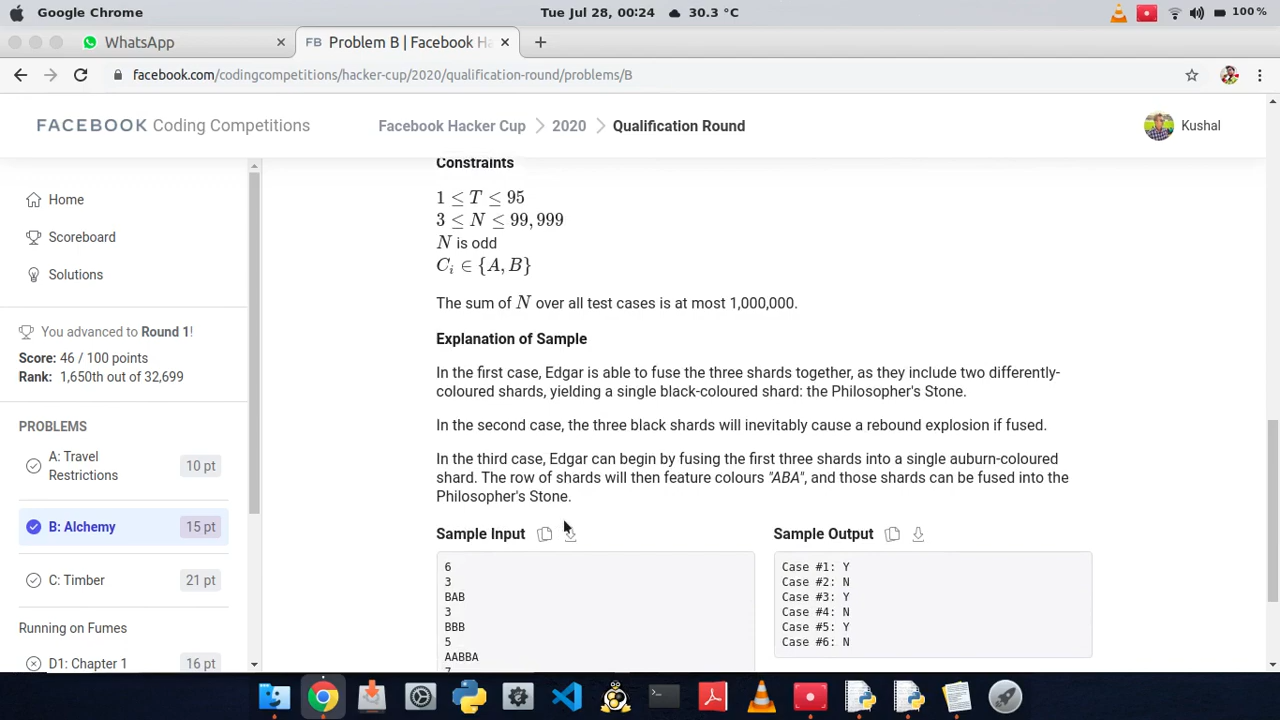 Google Chrome
Tue Jul 28, 00:24 30.3 °C
100 %
WhatsApp
FB Problem B | Facebook Ha
facebook.com/codingcompetitions/hacker-cup/2020/qualification-round/problems/B
FACEBOOK Coding Competitions
Facebook Hacker Cup
2020
Qualification Round
Kushal
Home
Scoreboard
Solutions
You advanced to Round 1!
Score: 46 / 100 points
Rank: 1,650th out of 32,699
PROBLEMS
A: Travel
Restrictions
10 pt
B: Alchemy
15 pt
C: Timber
21 pt
Running on Fumes
D1: Chapter 1
16 pt
Constraints
1 ≤ T ≤ 95
3 ≤ N ≤ 99,999
N is odd
Cᵢ ∈ {A, B}
The sum of N over all test cases is at most 1,000,000.
Explanation of Sample
In the first case, Edgar is able to fuse the three shards together, as they include two differently-
coloured shards, yielding a single black-coloured shard: the Philosopher's Stone.
In the second case, the three black shards will inevitably cause a rebound explosion if fused.
In the third case, Edgar can begin by fusing the first three shards into a single auburn-coloured
shard. The row of shards will then feature colours "ABA", and those shards can be fused into the
Philosopher's Stone.
Sample Input
6
3
BAB
3
BBB
5
AABBA
7
Sample Output
Case #1: Y
Case #2: N
Case #3: Y
Case #4: N
Case #5: Y
Case #6: N